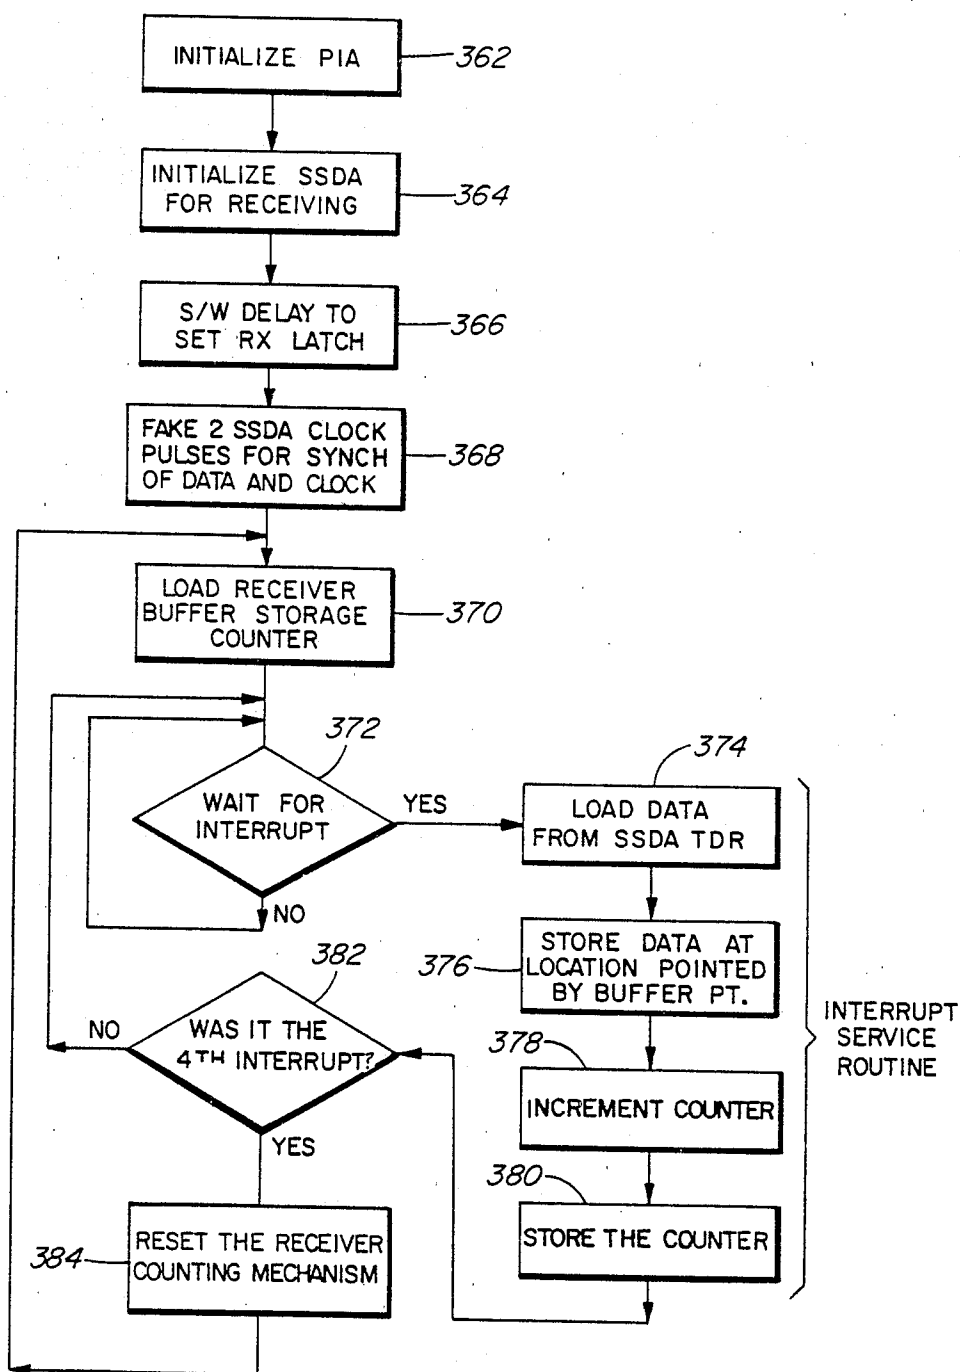 INITIALIZE PIA
362
INITIALIZE SSDA
FOR RECEIVING
364
S/W DELAY TO
SET RX LATCH
366
FAKE 2 SSDA CLOCK
PULSES FOR SYNCH
OF DATA AND CLOCK
368
LOAD RECEIVER
BUFFER STORAGE
COUNTER
370
372
WAIT FOR
INTERRUPT
YES
NO
374
LOAD DATA
FROM SSDA TDR
376
STORE DATA AT
LOCATION POINTED
BY BUFFER PT.
378
INCREMENT COUNTER
380
STORE THE COUNTER
INTERRUPT
SERVICE
ROUTINE
382
WAS IT THE
4TH INTERRUPT?
NO
YES
384
RESET THE RECEIVER
COUNTING MECHANISM